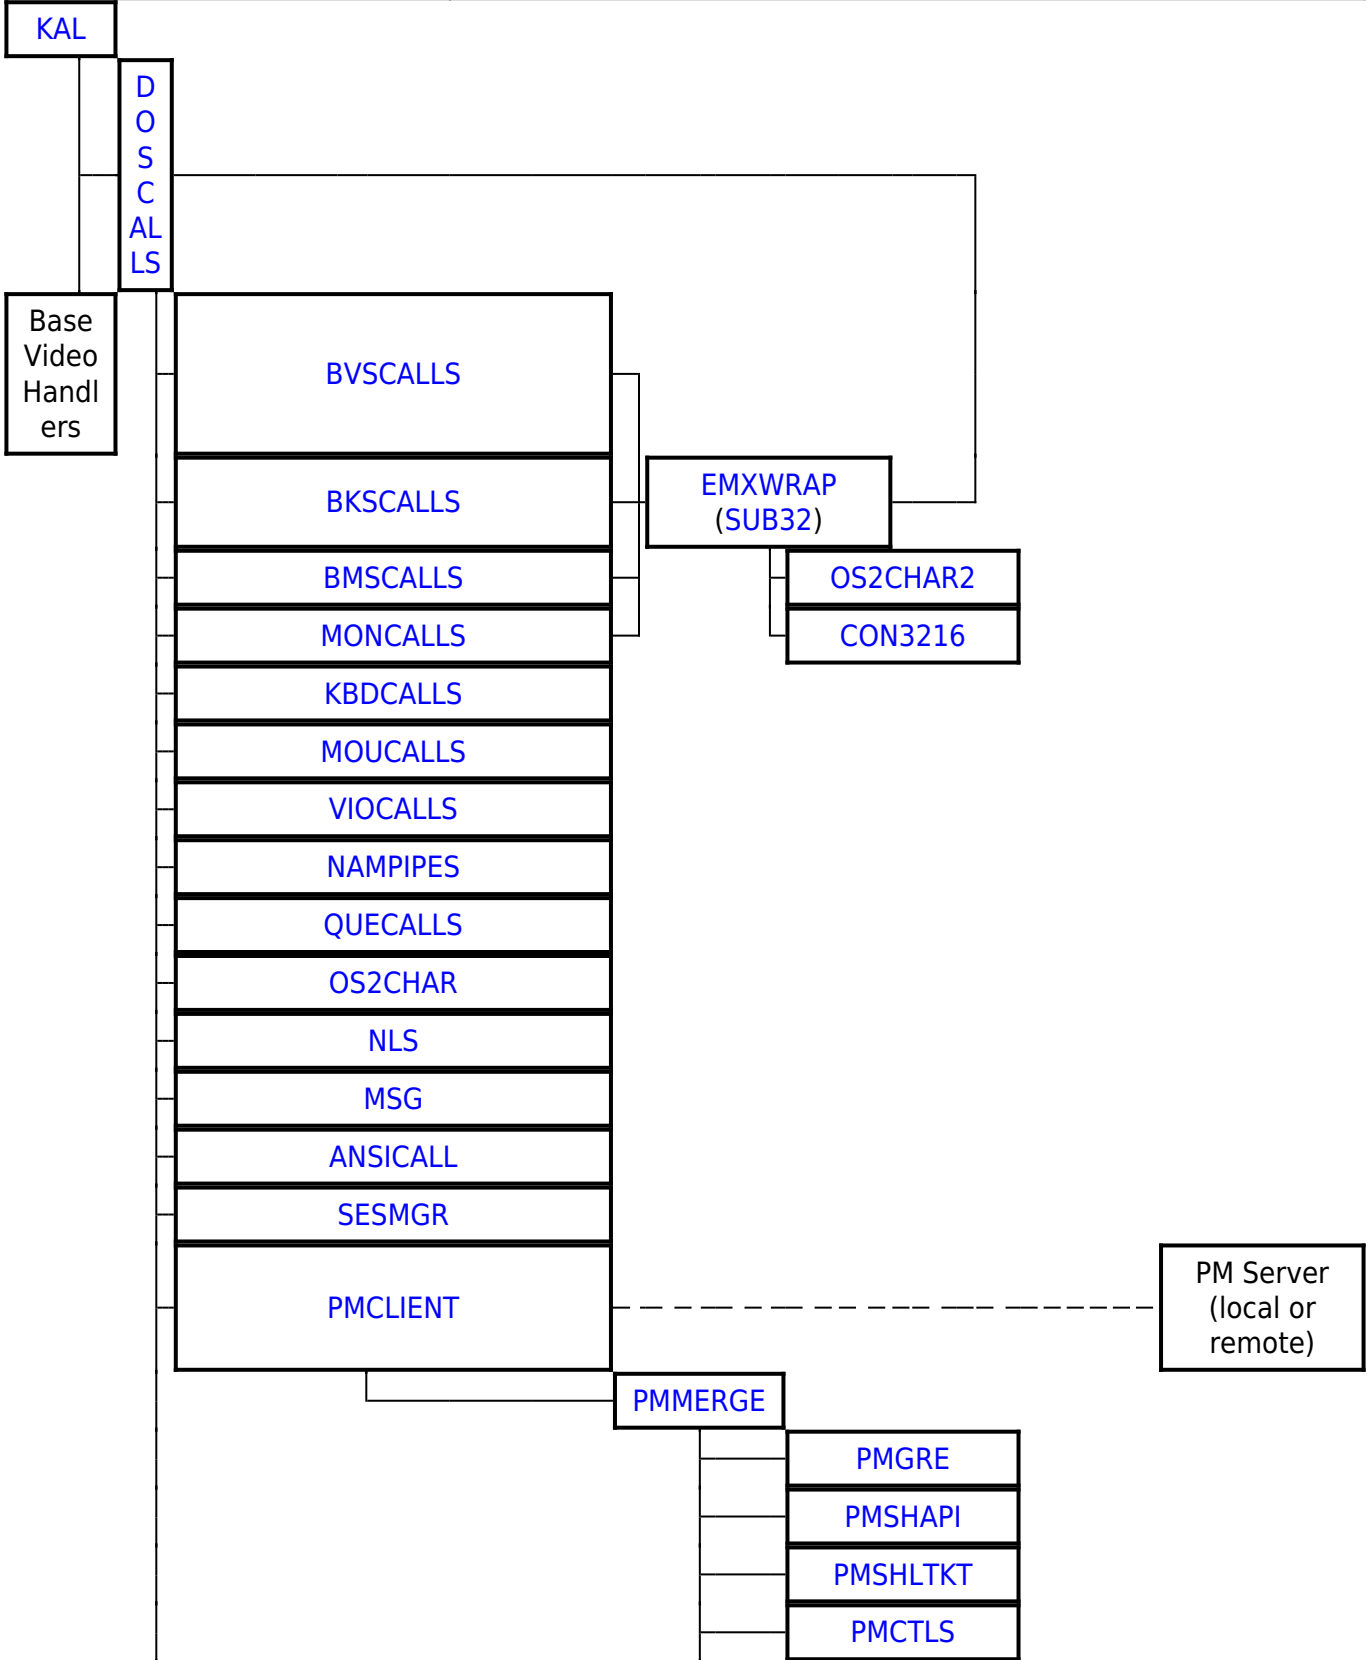 KAL
D
O
S
C
AL
LS
Base
Video
Handl
ers
BVSCALLS
BKSCALLS
EMXWRAP
(SUB32)
BMSCALLS
OS2CHAR2
MONCALLS
CON3216
KBDCALLS
MOUCALLS
VIOCALLS
NAMPIPES
QUECALLS
OS2CHAR
NLS
MSG
ANSICALL
SESMGR
PMCLIENT
PM Server
(local or
remote)
PMMERGE
PMGRE
PMSHAPI
PMSHLTKT
PMCTLS